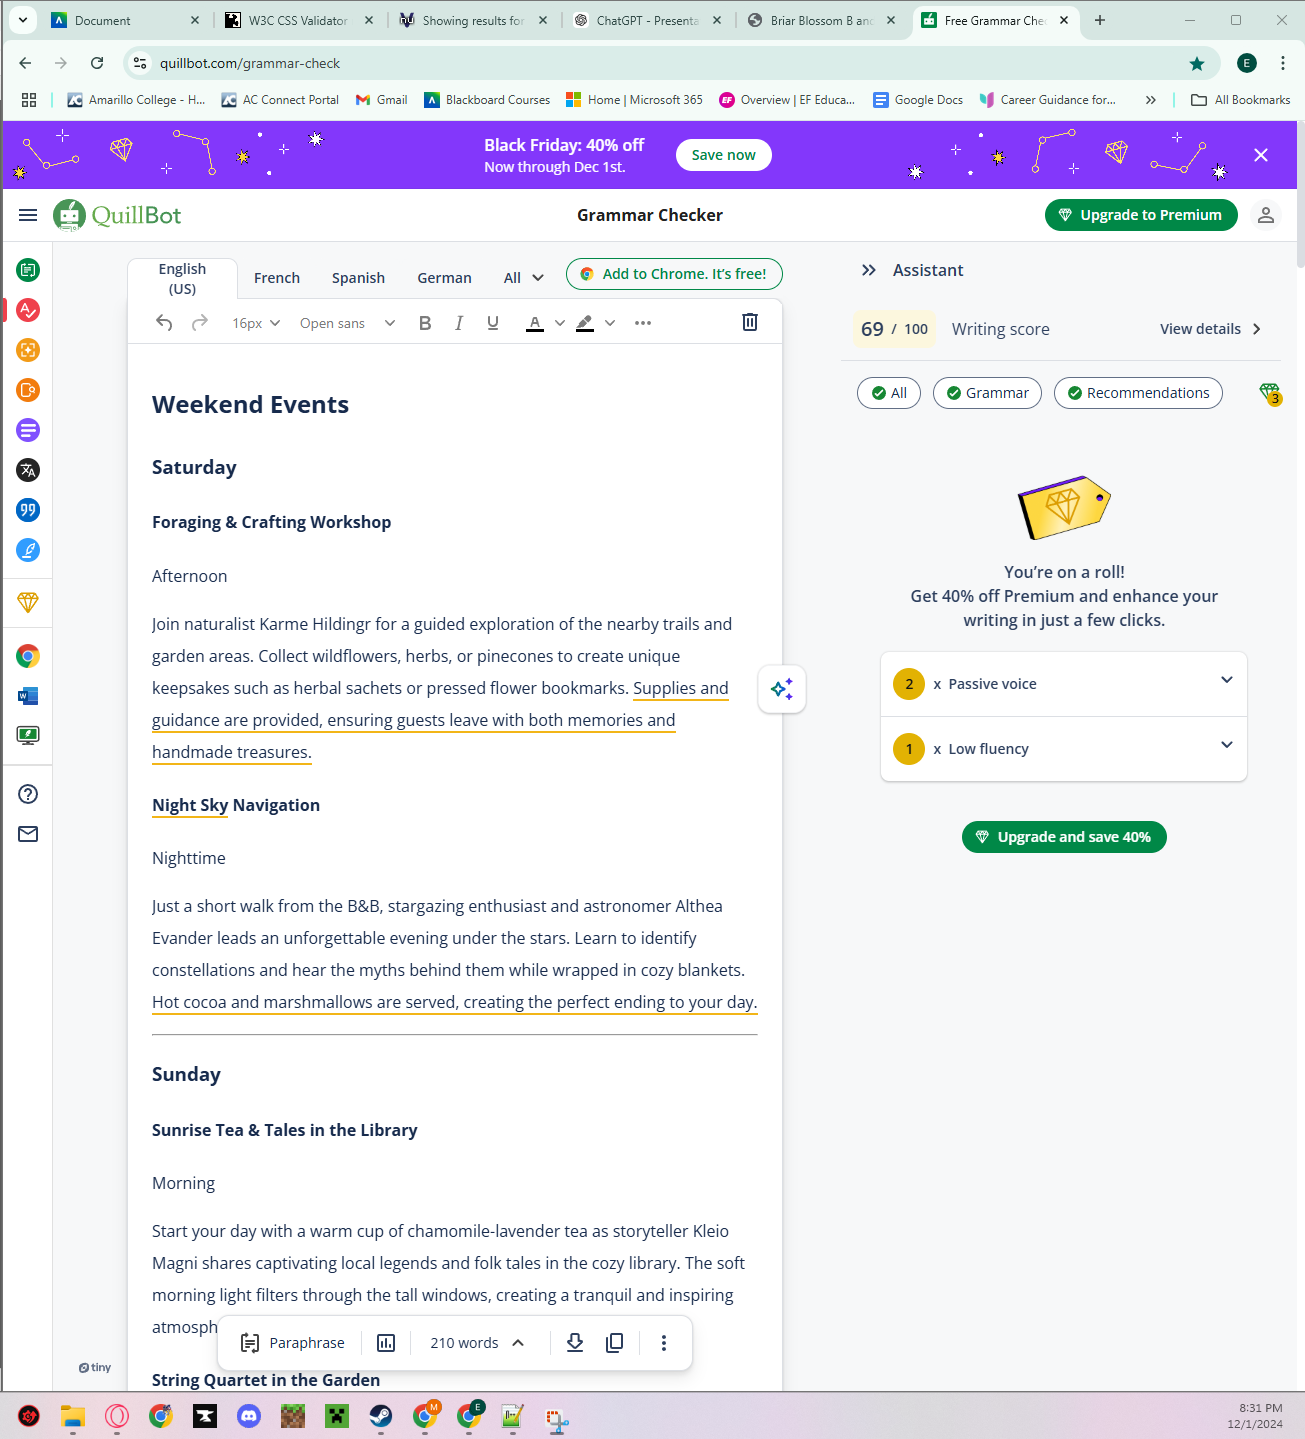 Document
W3C CSS Validator
Showing results for
ChatGPT - Presenta
Briar Blossom B and
Free Grammar Chec
quillbot.com/grammar-check
E
Amarillo College - H...
AC Connect Portal
Gmail
Blackboard Courses
Home | Microsoft 365
Overview | EF Educa...
Google Docs
Career Guidance for...
All Bookmarks
Black Friday: 40% off
Now through Dec 1st.
Save now
QuillBot
Grammar Checker
Upgrade to Premium
English
(US)
French
Spanish
German
All
Add to Chrome. It's free!
16px
Open sans
B
I
U
A
Weekend Events
Saturday
Foraging & Crafting Workshop
Afternoon
Join naturalist Karme Hildingr for a guided exploration of the nearby trails and
garden areas. Collect wildflowers, herbs, or pinecones to create unique
keepsakes such as herbal sachets or pressed flower bookmarks. Supplies and
guidance are provided, ensuring guests leave with both memories and
handmade treasures.
Night Sky Navigation
Nighttime
Just a short walk from the B&B, stargazing enthusiast and astronomer Althea
Evander leads an unforgettable evening under the stars. Learn to identify
constellations and hear the myths behind them while wrapped in cozy blankets.
Hot cocoa and marshmallows are served, creating the perfect ending to your day.
Sunday
Sunrise Tea & Tales in the Library
Morning
Start your day with a warm cup of chamomile-lavender tea as storyteller Kleio
Magni shares captivating local legends and folk tales in the cozy library. The soft
morning light filters through the tall windows, creating a tranquil and inspiring
atmosph
Paraphrase
210 words
tiny
String Quartet in the Garden
Assistant
69 / 100
Writing score
View details
All
Grammar
Recommendations
3
You're on a roll!
Get 40% off Premium and enhance your
writing in just a few clicks.
2 x Passive voice
1 x Low fluency
Upgrade and save 40%
M
E
8:31 PM
12/1/2024